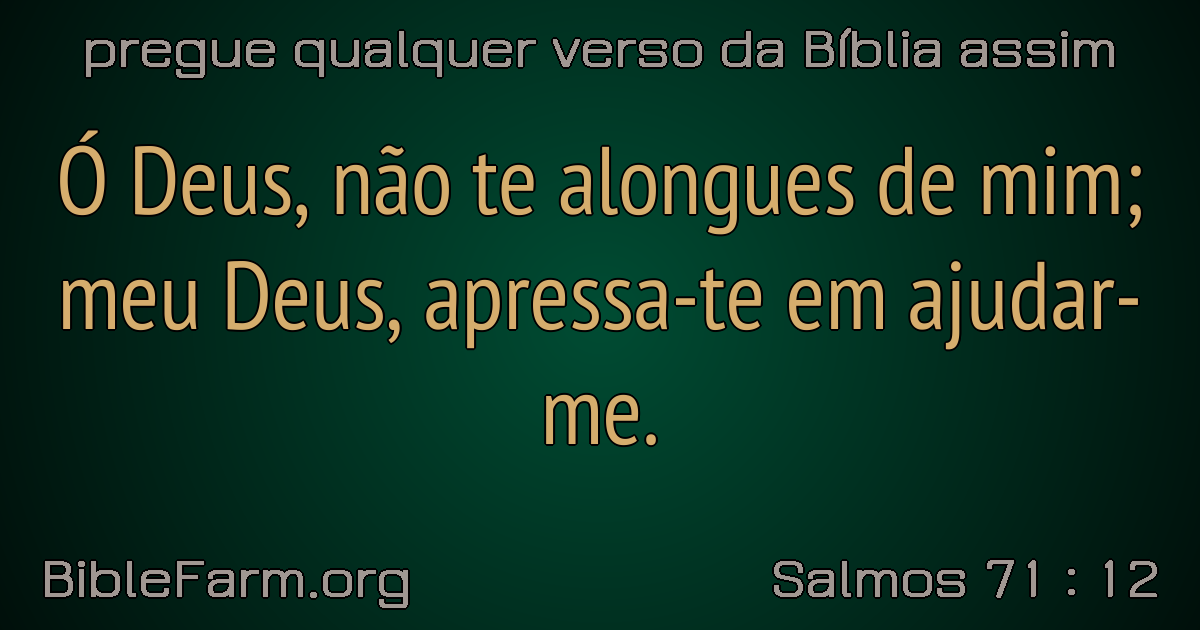 pregue qualquer verso da Bíblia assim
Ó Deus, não te alongues de mim;
meu Deus, apressa-te em ajudar-
me.
BibleFarm.org
Salmos 71 : 12